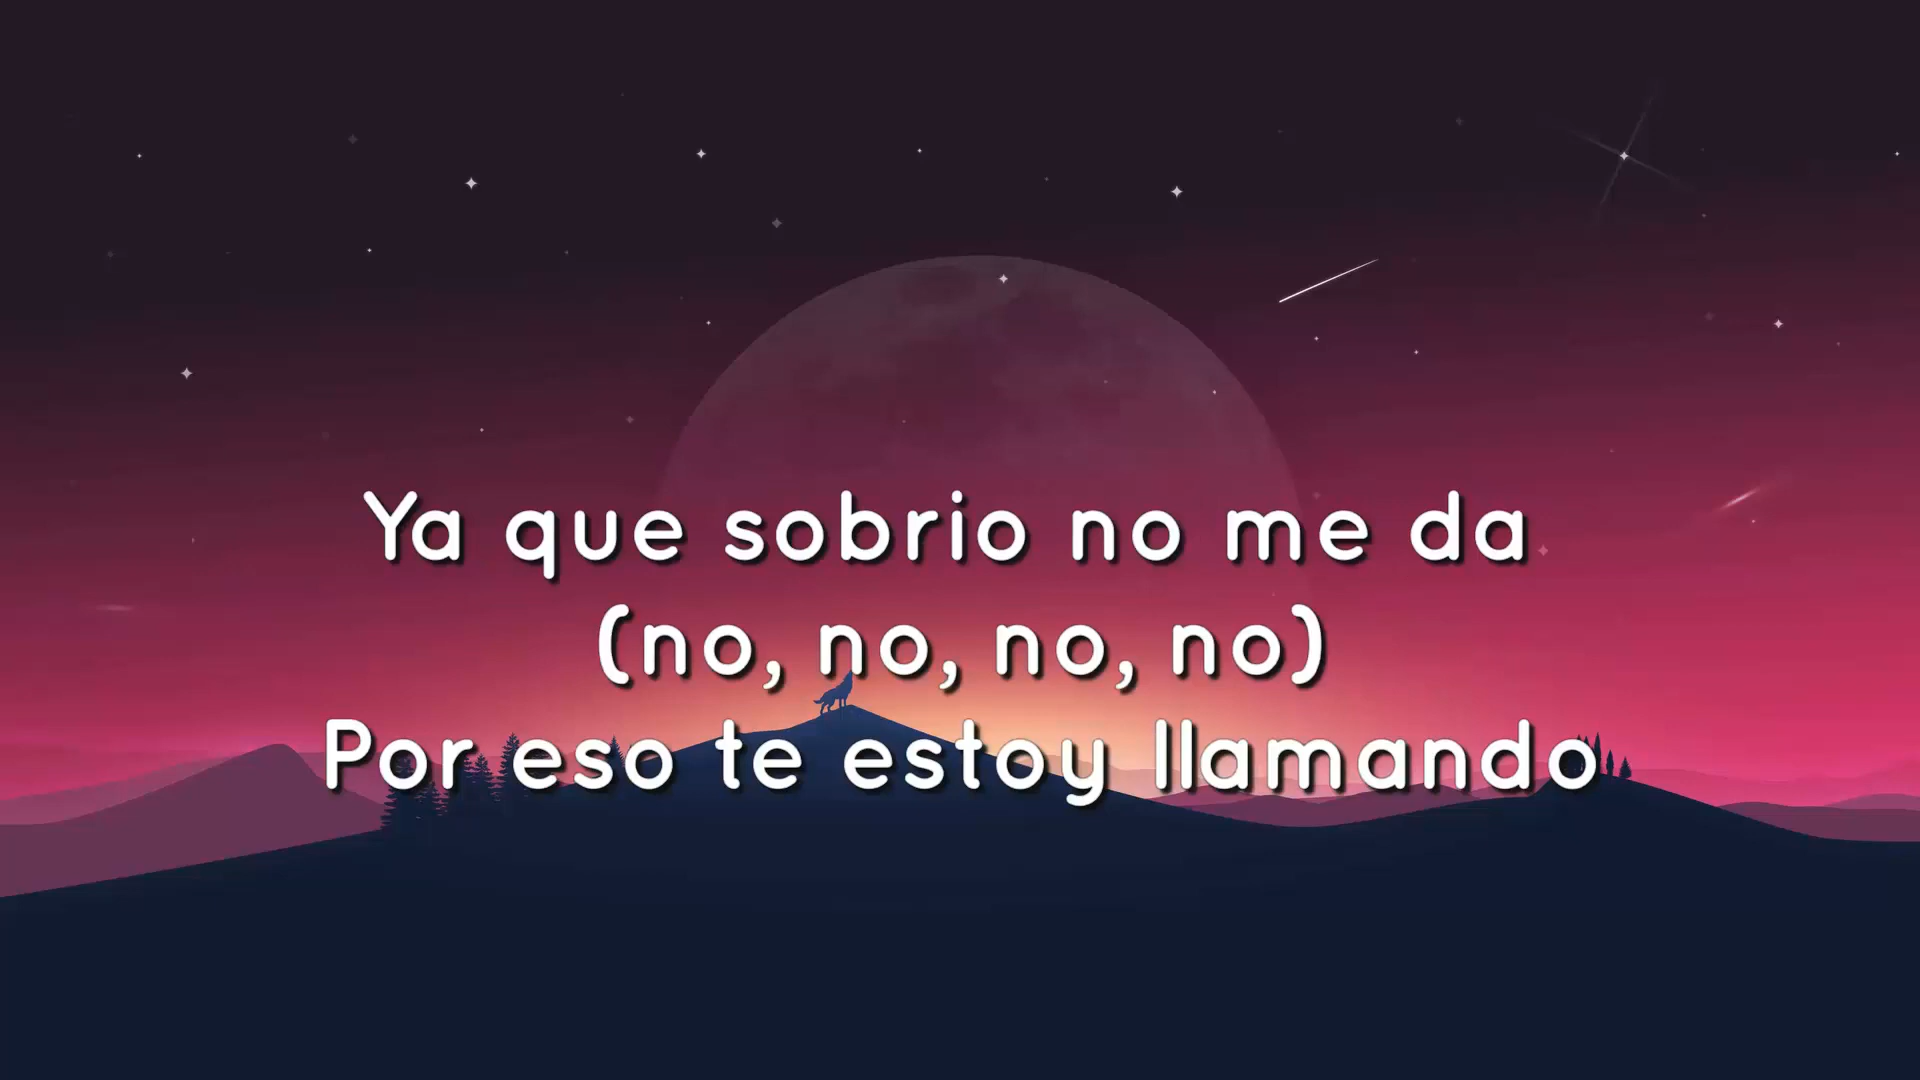 Ya que sobrio no me da
(no, no, no, no)
Por eso te estoy llamando